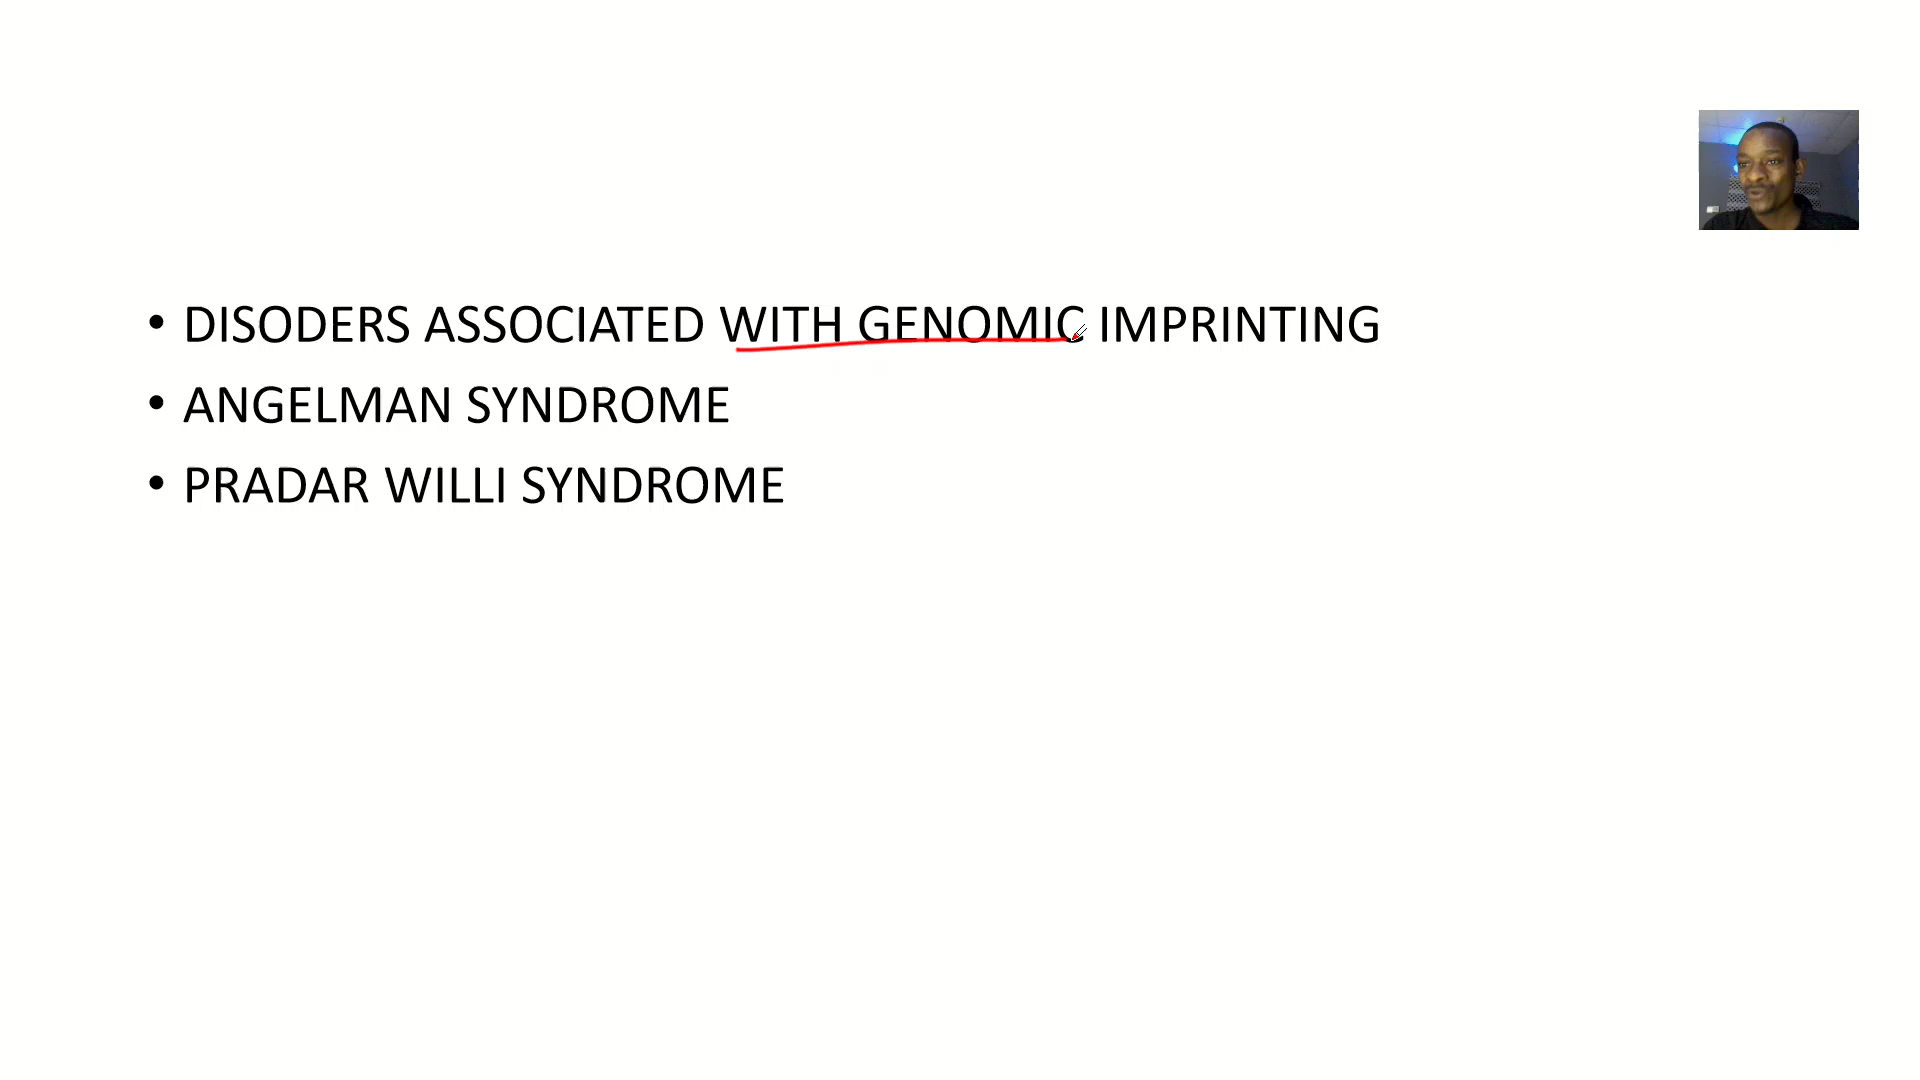 • DISODERS ASSOCIATED WITH GENOMIC IMPRINTING
• ANGELMAN SYNDROME
• PRADAR WILLI SYNDROME